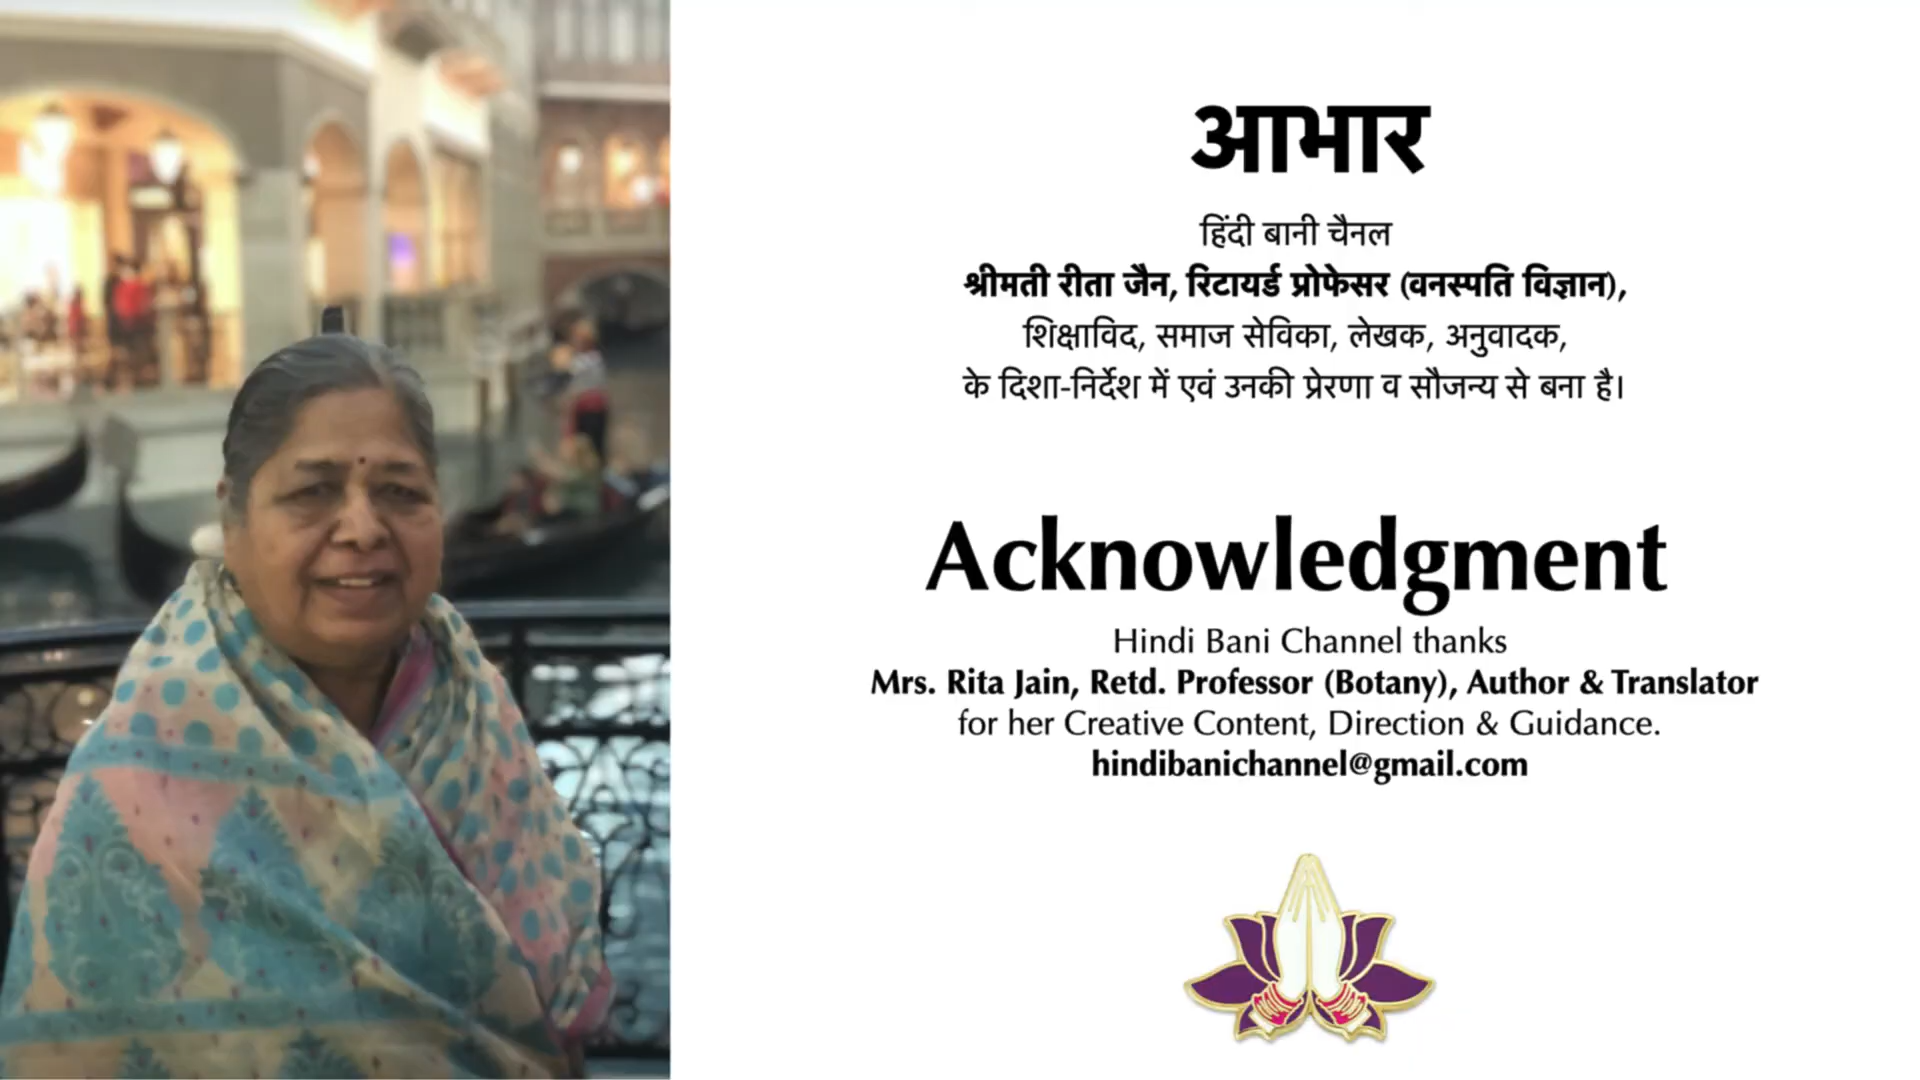 आभार
हिंदी बानी चैनल
श्रीमती रीता जैन, रिटायर्ड प्रोफेसर (वनस्पति विज्ञान),
शिक्षाविद, समाज सेविका, लेखक, अनुवादक,
के दिशा-निर्देश में एवं उनकी प्रेरणा व सौजन्य से बना है।
Acknowledgment
Hindi Bani Channel thanks
Mrs. Rita Jain, Retd. Professor (Botany), Author & Translator
for her Creative Content, Direction & Guidance.
hindibanichannel@gmail.com